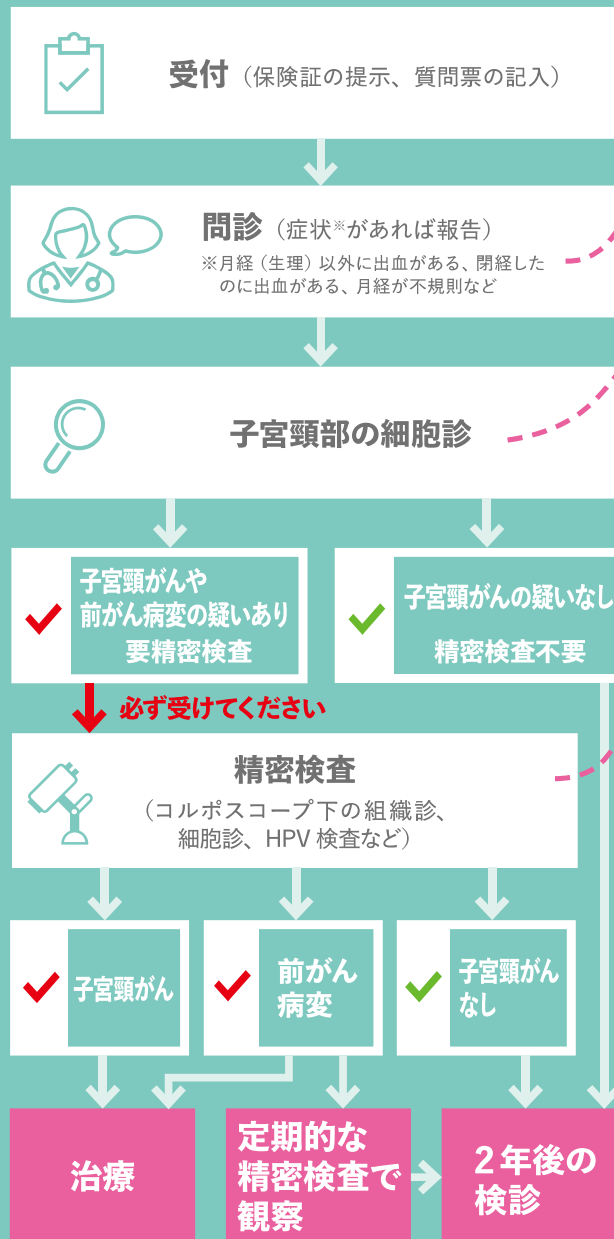 受付（保険証の提示、質問票の記入）
問診（症状※があれば報告）
※月経（生理）以外に出血がある、閉経した
のに出血がある、月経が不規則など
子宮頸部の細胞診
子宮頸がんや
前がん病変の疑いあり
要精密検査
子宮頸がんの疑いなし
精密検査不要
必ず受けてください
精密検査
（コルポスコープ下の組織診、
細胞診、HPV 検査など）
子宮頸がん
前がん
病変
子宮頸がん
なし
治療
定期的な
精密検査で
観察
2年後の
検診